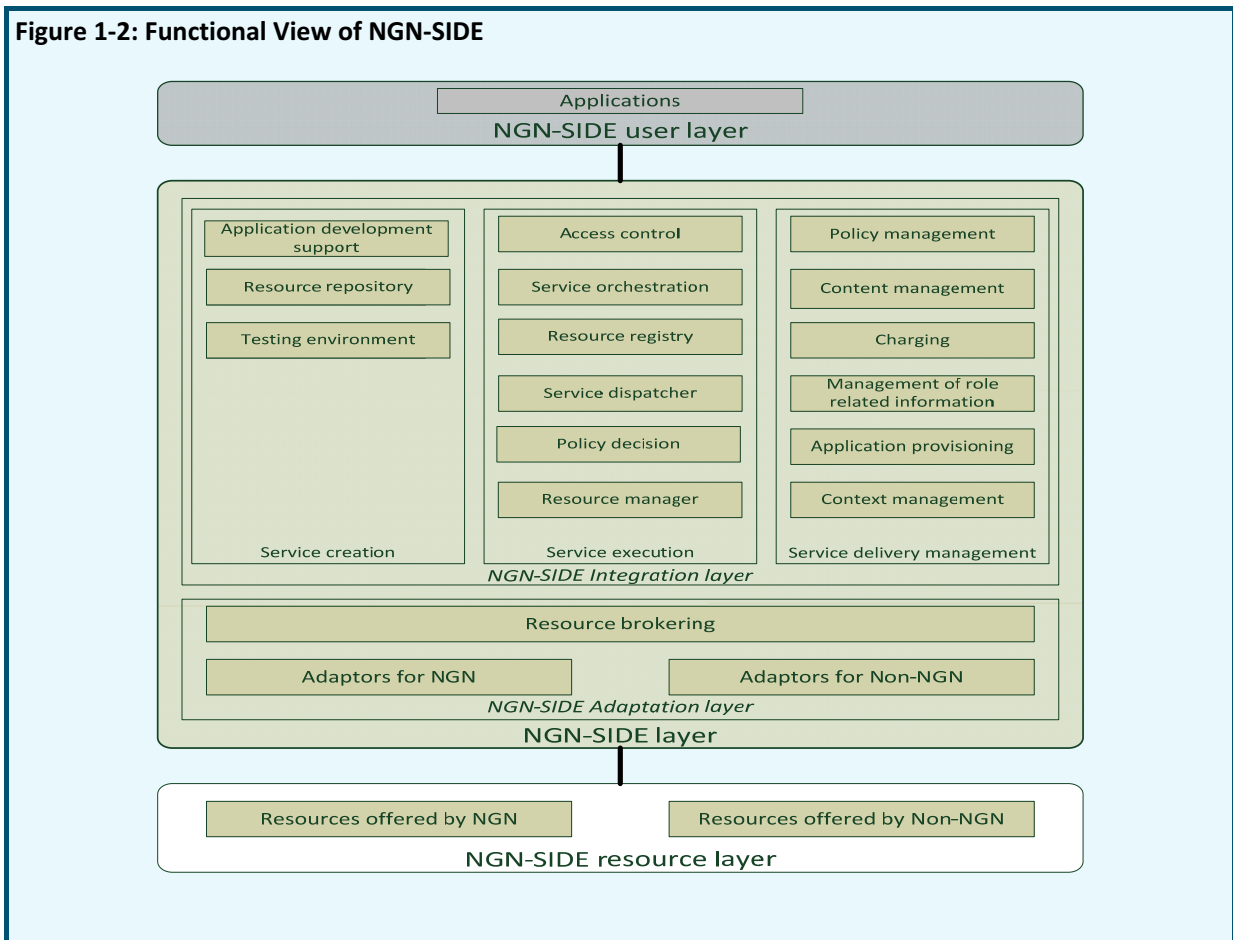 Figure 1-2: Functional View of NGN-SIDE
Applications
NGN-SIDE user layer
Application development
support
Resource repository
Testing environment
Service creation
Access control
Service orchestration
Resource registry
Service dispatcher
Policy decision
Resource manager
Service execution
Policy management
Content management
Charging
Management of role
related information
Application provisioning
Context management
Service delivery management
NGN-SIDE Integration layer
Resource brokering
Adaptors for NGN
Adaptors for Non-NGN
NGN-SIDE Adaptation layer
NGN-SIDE layer
Resources offered by NGN
Resources offered by Non-NGN
NGN-SIDE resource layer